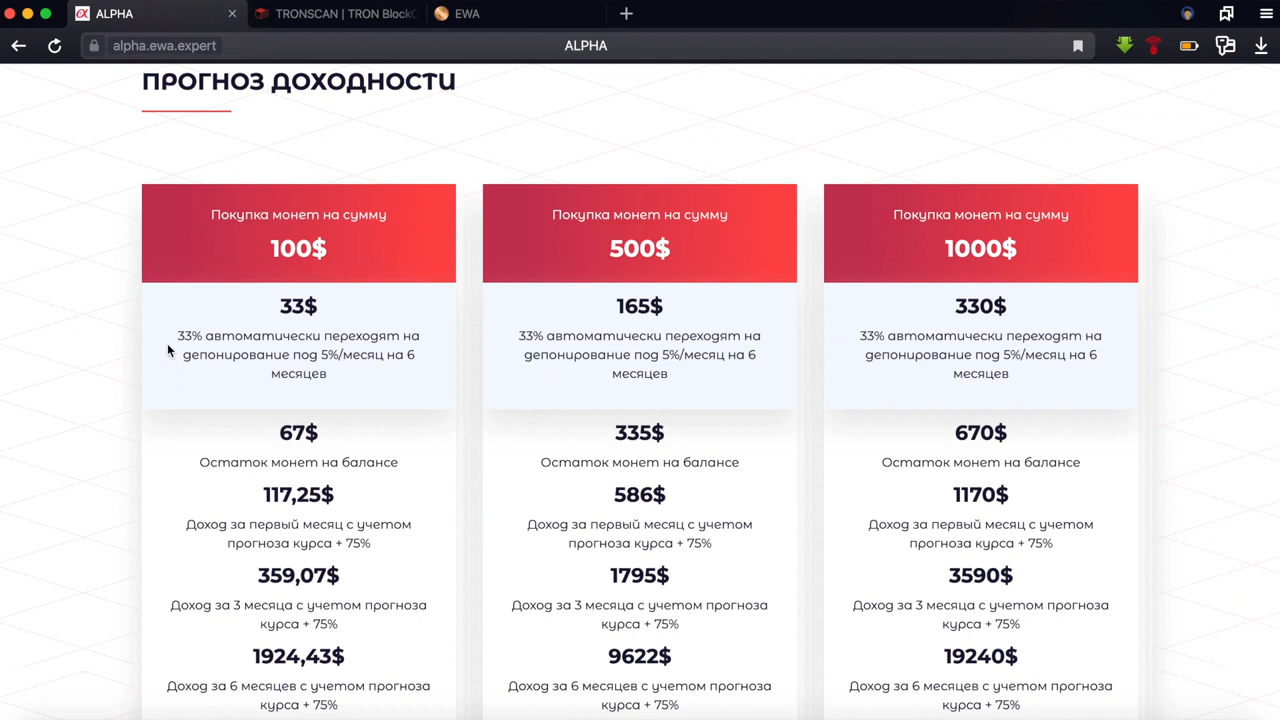 ALPHA
TRONSCAN | TRON BlockC
EWA
alpha.ewa.expert
ALPHA
ПРОГНОЗ ДОХОДНОСТИ
Покупка монет на сумму
100$
33$
33% автоматически переходят на
депонирование под 5%/месяц на 6
месяцев
67$
Остаток монет на балансе
117,25$
Доход за первый месяц с учетом
прогноза курса + 75%
359,07$
Доход за 3 месяца с учетом прогноза
курса + 75%
1924,43$
Доход за 6 месяцев с учетом прогноза
курса + 75%
Покупка монет на сумму
500$
165$
33% автоматически переходят на
депонирование под 5%/месяц на 6
месяцев
335$
Остаток монет на балансе
586$
Доход за первый месяц с учетом
прогноза курса + 75%
1795$
Доход за 3 месяца с учетом прогноза
курса + 75%
9622$
Доход за 6 месяцев с учетом прогноза
курса + 75%
Покупка монет на сумму
1000$
330$
33% автоматически переходят на
депонирование под 5%/месяц на 6
месяцев
670$
Остаток монет на балансе
1170$
Доход за первый месяц с учетом
прогноза курса + 75%
3590$
Доход за 3 месяца с учетом прогноза
курса + 75%
19240$
Доход за 6 месяцев с учетом прогноза
курса + 75%